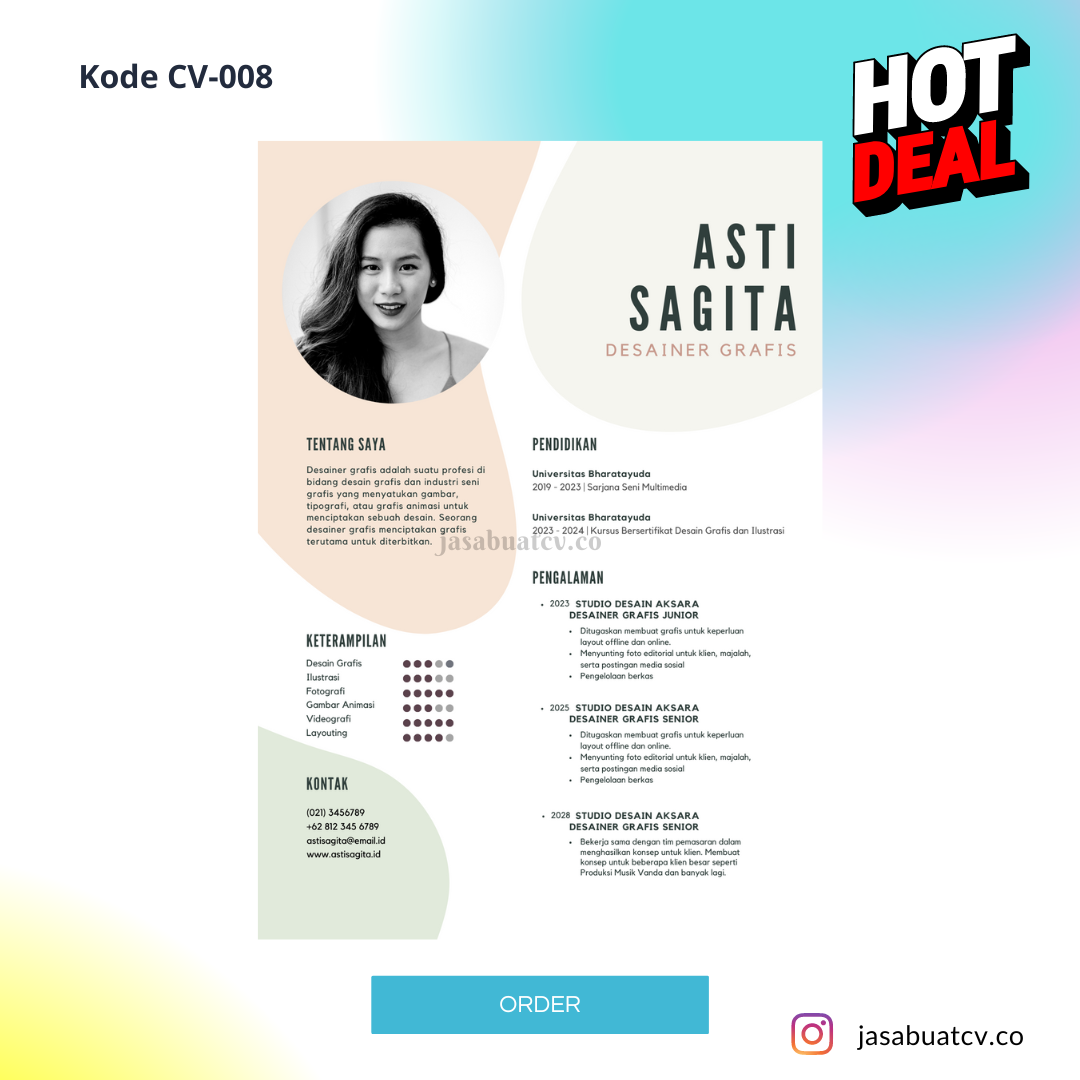 Kode CV-008
HOT
DEAL
ASTI
SAGITA
DESAINER GRAFIS
TENTANG SAYA
Desainer grafis adalah suatu profesi di
bidang desain grafis dan industri seni
grafis yang menyatukan gambar,
tipografi, atau grafis animasi untuk
menciptakan sebuah desain. Seorang
desainer grafis menciptakan grafis
terutama untuk diterbitkan.
jasabuatcv.co
KETERAMPILAN
Desain Grafis
Ilustrasi
Fotografi
Gambar Animasi
Videografi
Layouting
KONTAK
(021) 3456789
+62 812 345 6789
astisagita@email.id
www.astisagita.id
PENDIDIKAN
Universitas Bharatayuda
2019 - 2023 | Sarjana Seni Multimedia
Universitas Bharatayuda
2023 - 2024 | Kursus Bersertifikat Desain Grafis dan Ilustrasi
PENGALAMAN
• 2023 STUDIO DESAIN AKSARA
DESAINER GRAFIS JUNIOR
• Ditugaskan membuat grafis untuk keperluan
layout offline dan online.
• Menyunting foto editorial untuk klien, majalah,
serta postingan media sosial
• Pengelolaan berkas
• 2025 STUDIO DESAIN AKSARA
DESAINER GRAFIS SENIOR
• Ditugaskan membuat grafis untuk keperluan
layout offline dan online.
• Menyunting foto editorial untuk klien, majalah,
serta postingan media sosial
• Pengelolaan berkas
• 2028 STUDIO DESAIN AKSARA
DESAINER GRAFIS SENIOR
• Bekerja sama dengan tim pemasaran dalam
menghasilkan konsep untuk klien. Membuat
konsep untuk beberapa klien besar seperti
Produksi Musik Vanda dan banyak lagi.
ORDER
jasabuatcv.co